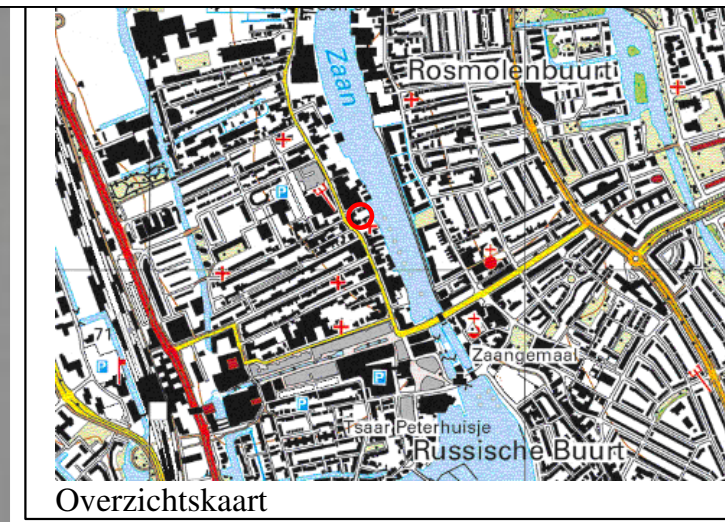 Zaan
Rosmolenbuurt
P
71
P
Zaangemaal
P
P
Tsaar Peterhuisje
Russische Buurt
Overzichtskaart